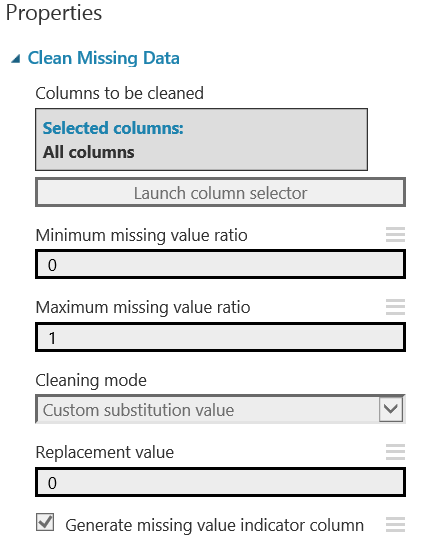 Properties
Clean Missing Data
Columns to be cleaned
Selected columns:
All columns
Launch column selector
Minimum missing value ratio
0
Maximum missing value ratio
1
Cleaning mode
Custom substitution value
Replacement value
0
Generate missing value indicator column